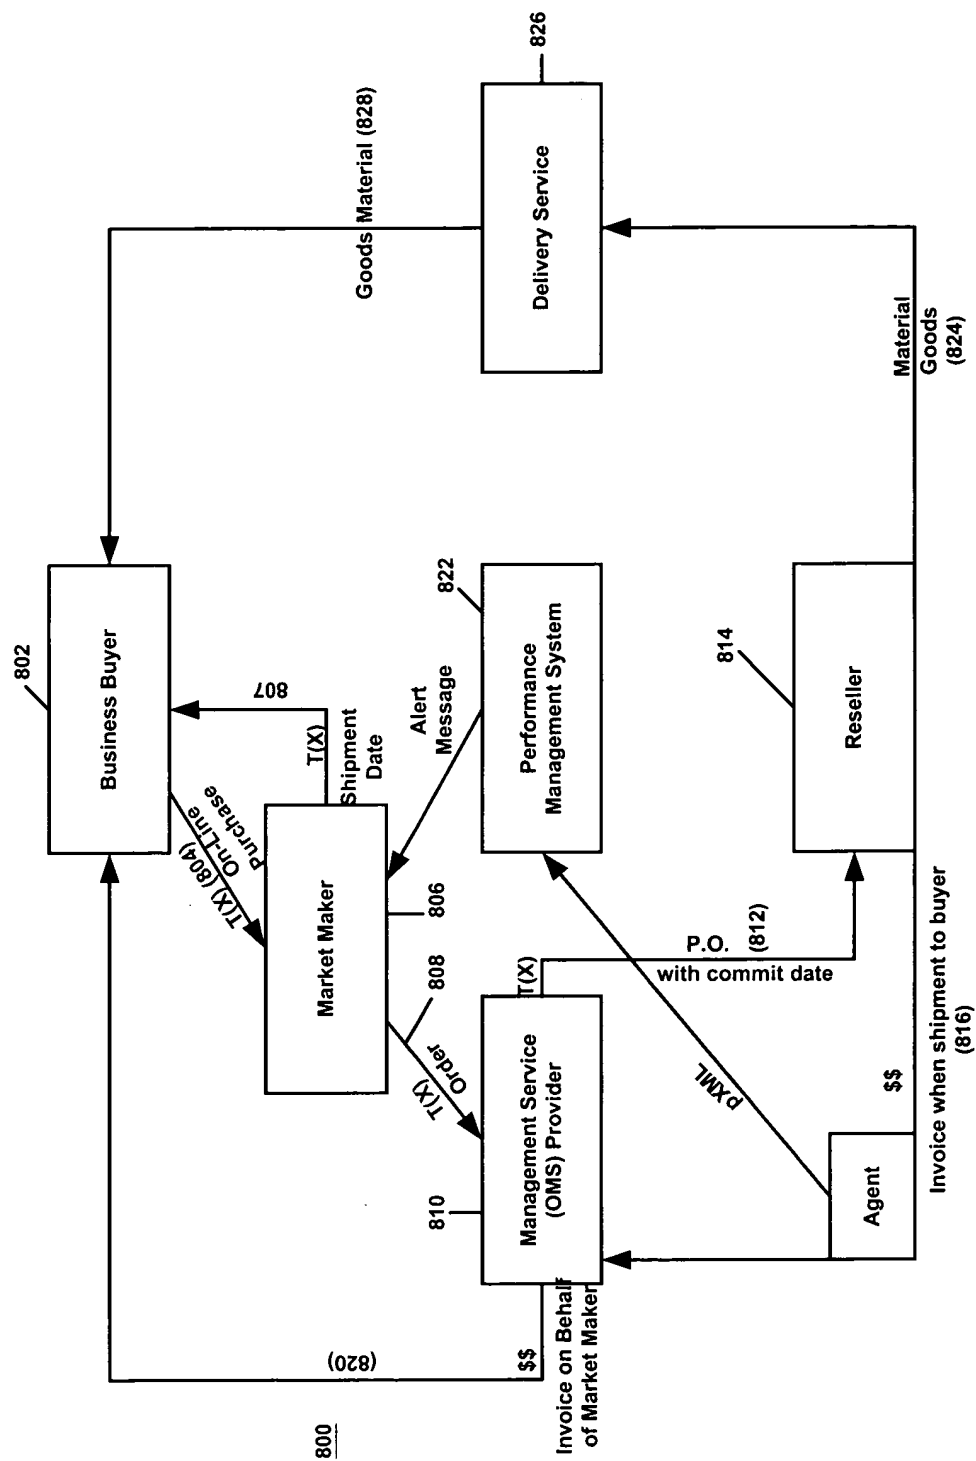 800
802
Business Buyer
(820)
T(X) (804)
On-Line
Purchase
807
T(X)
Shipment
Date
Goods Material (828)
Market Maker
806
808
Order
T(X)
Alert
Message
822
810
Management Service
(OMS) Provider
$$
Invoice on Behalf
of Market Maker
T(X)
P.O.
(812)
with commit date
Performance
Management System
Delivery Service
826
pXML
814
Reseller
Agent
$$
Invoice when shipment to buyer
(816)
Material
Goods
(824)